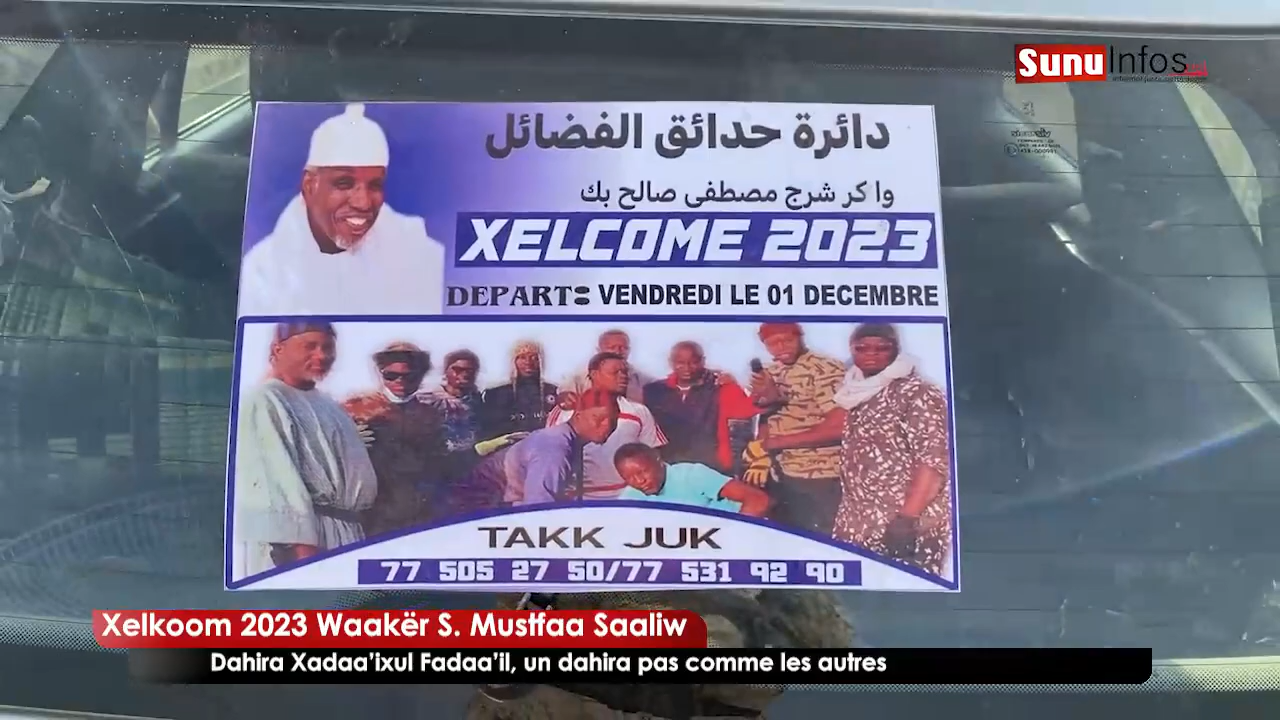 Sunu Infos
دائرة حدائق الفضائل
وا كر شرج مصطفى صالح بك
XELCOME 2023
DEPART: VENDREDI LE 01 DECEMBRE
TAKK JUK
77 505 27 50/77 531 92 90
Xelkoom 2023 Waakër S. Mustfaa Saaliw
Dahira Xadaa'ixul Fadaa'il, un dahira pas comme les autres